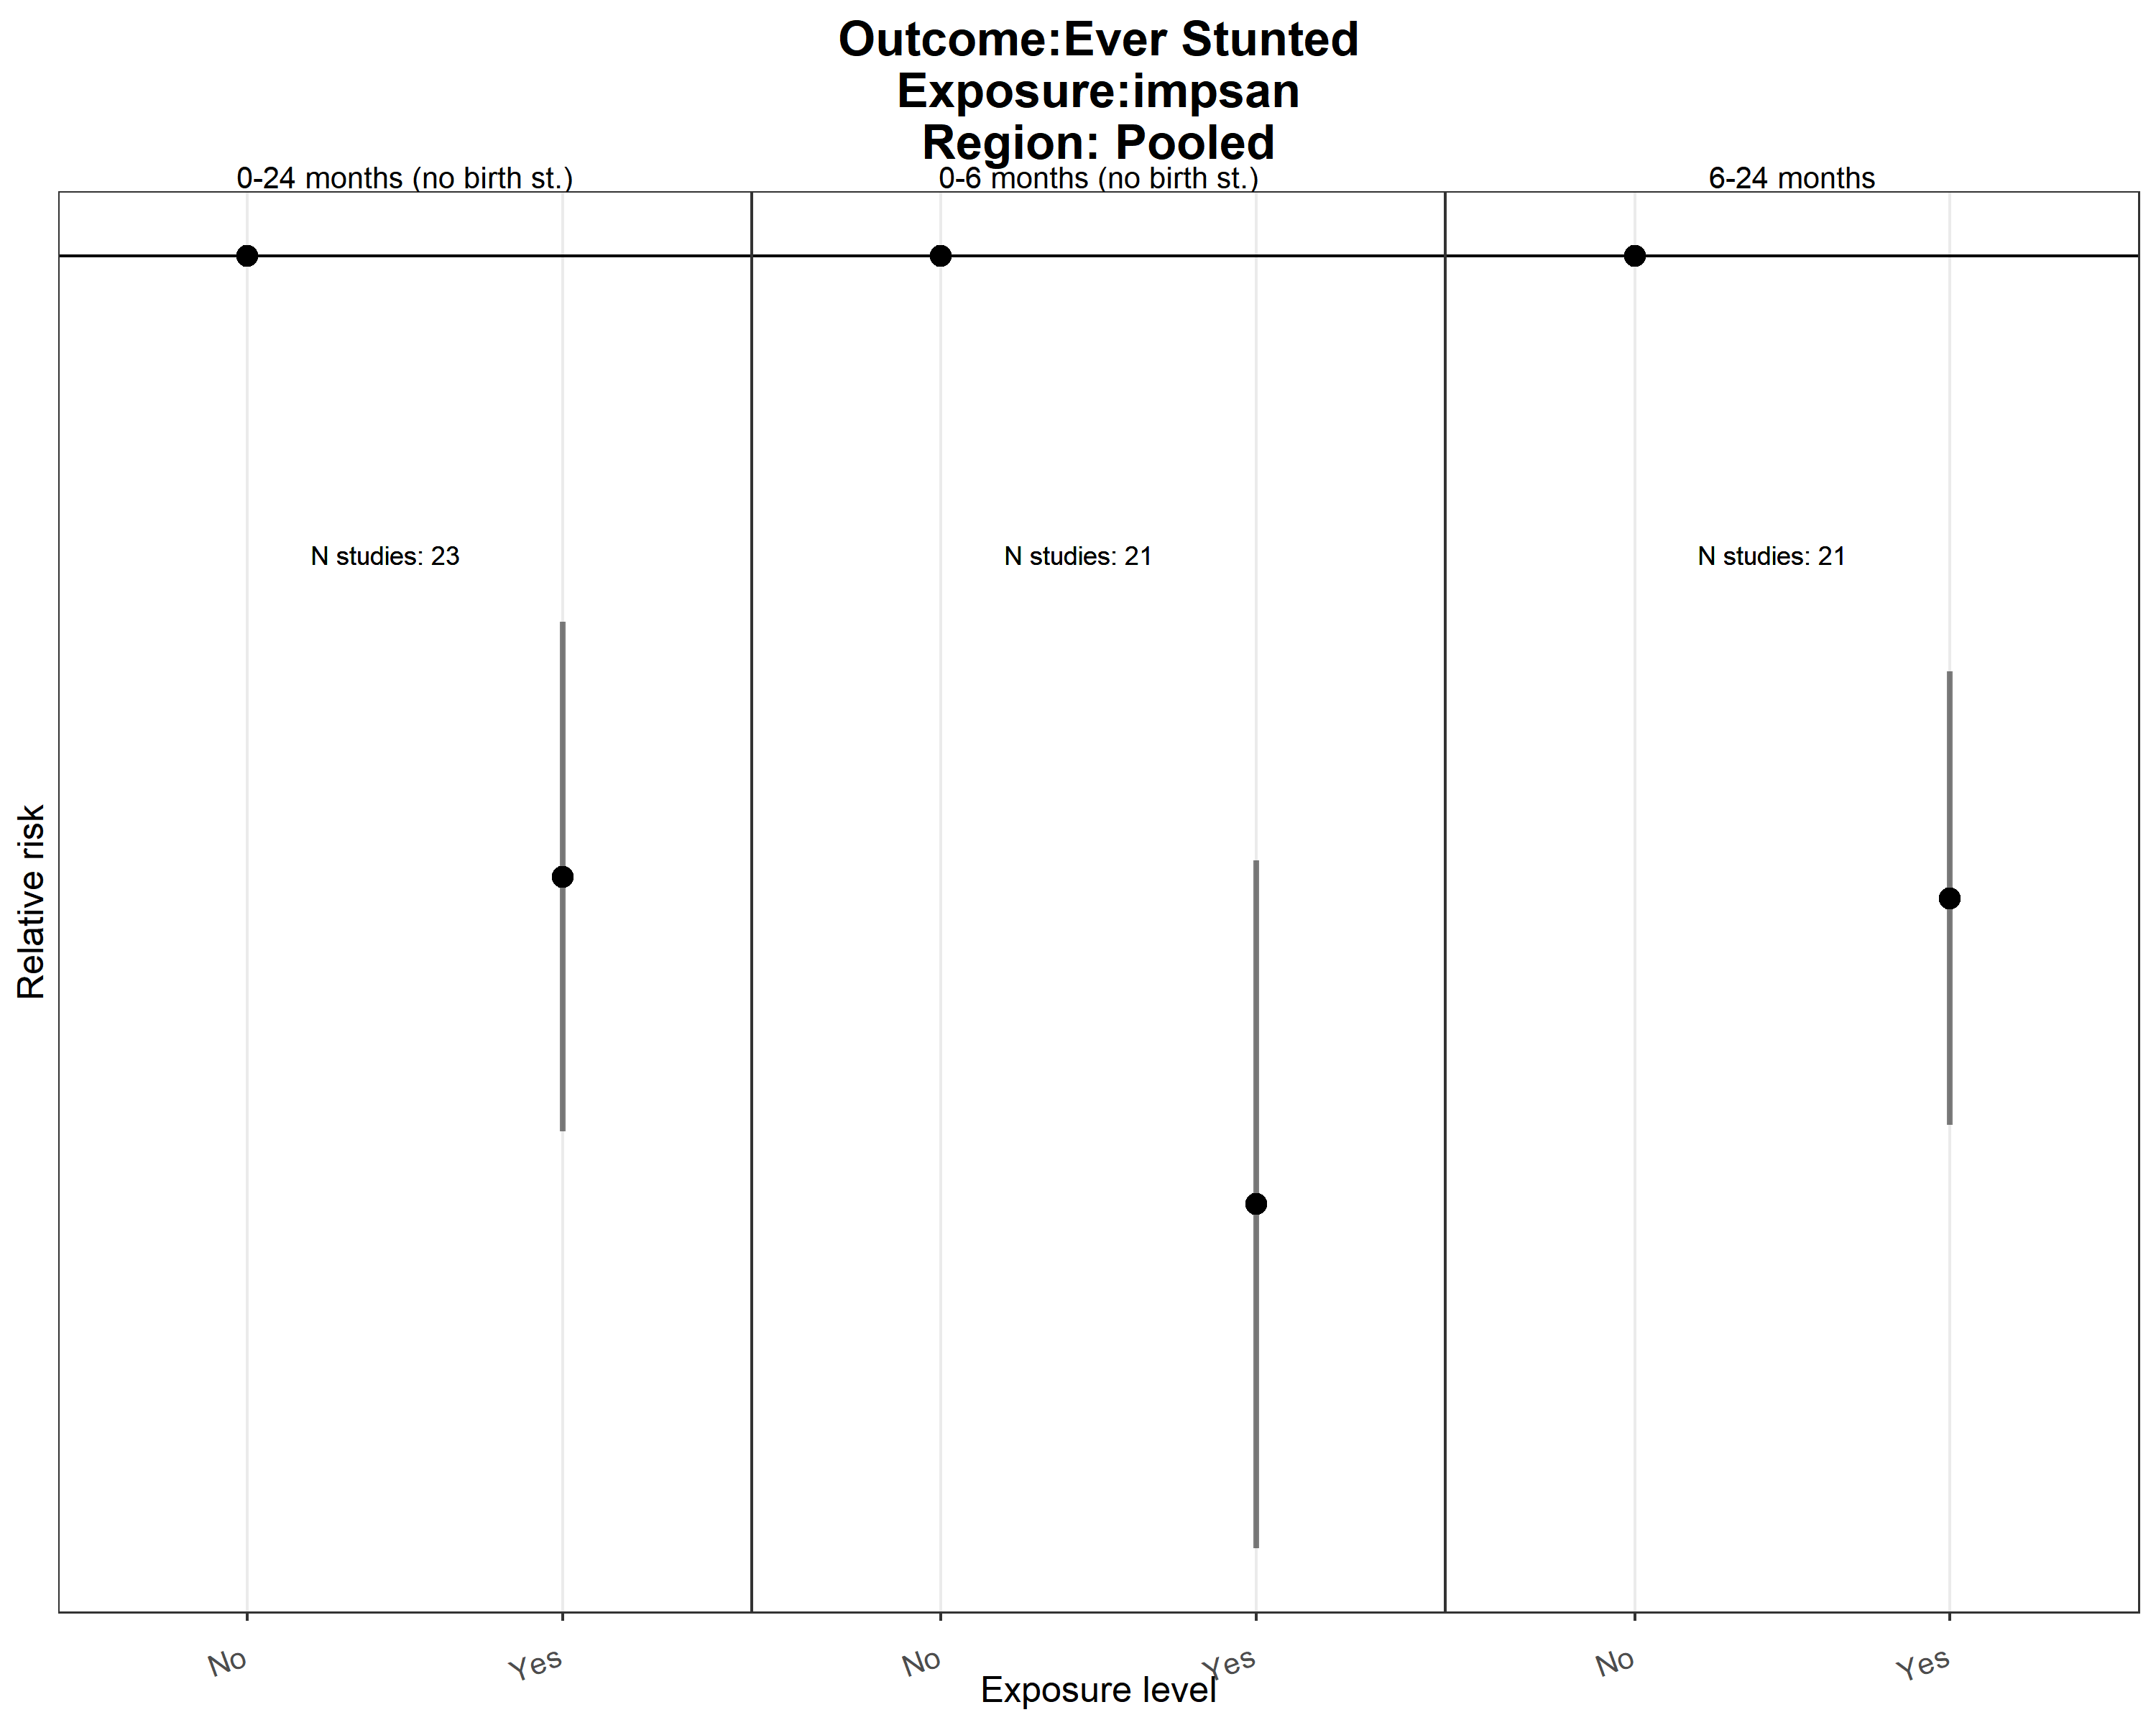 Outcome:Ever Stunted
Exposure:impsan
Region: Pooled
0-24 months (no birth st.)
0-6 months (no birth st.)
6-24 months
N studies: 23
N studies: 21
N studies: 21
Relative risk
No
Yes
No
Yes
No
Yes
Exposure level